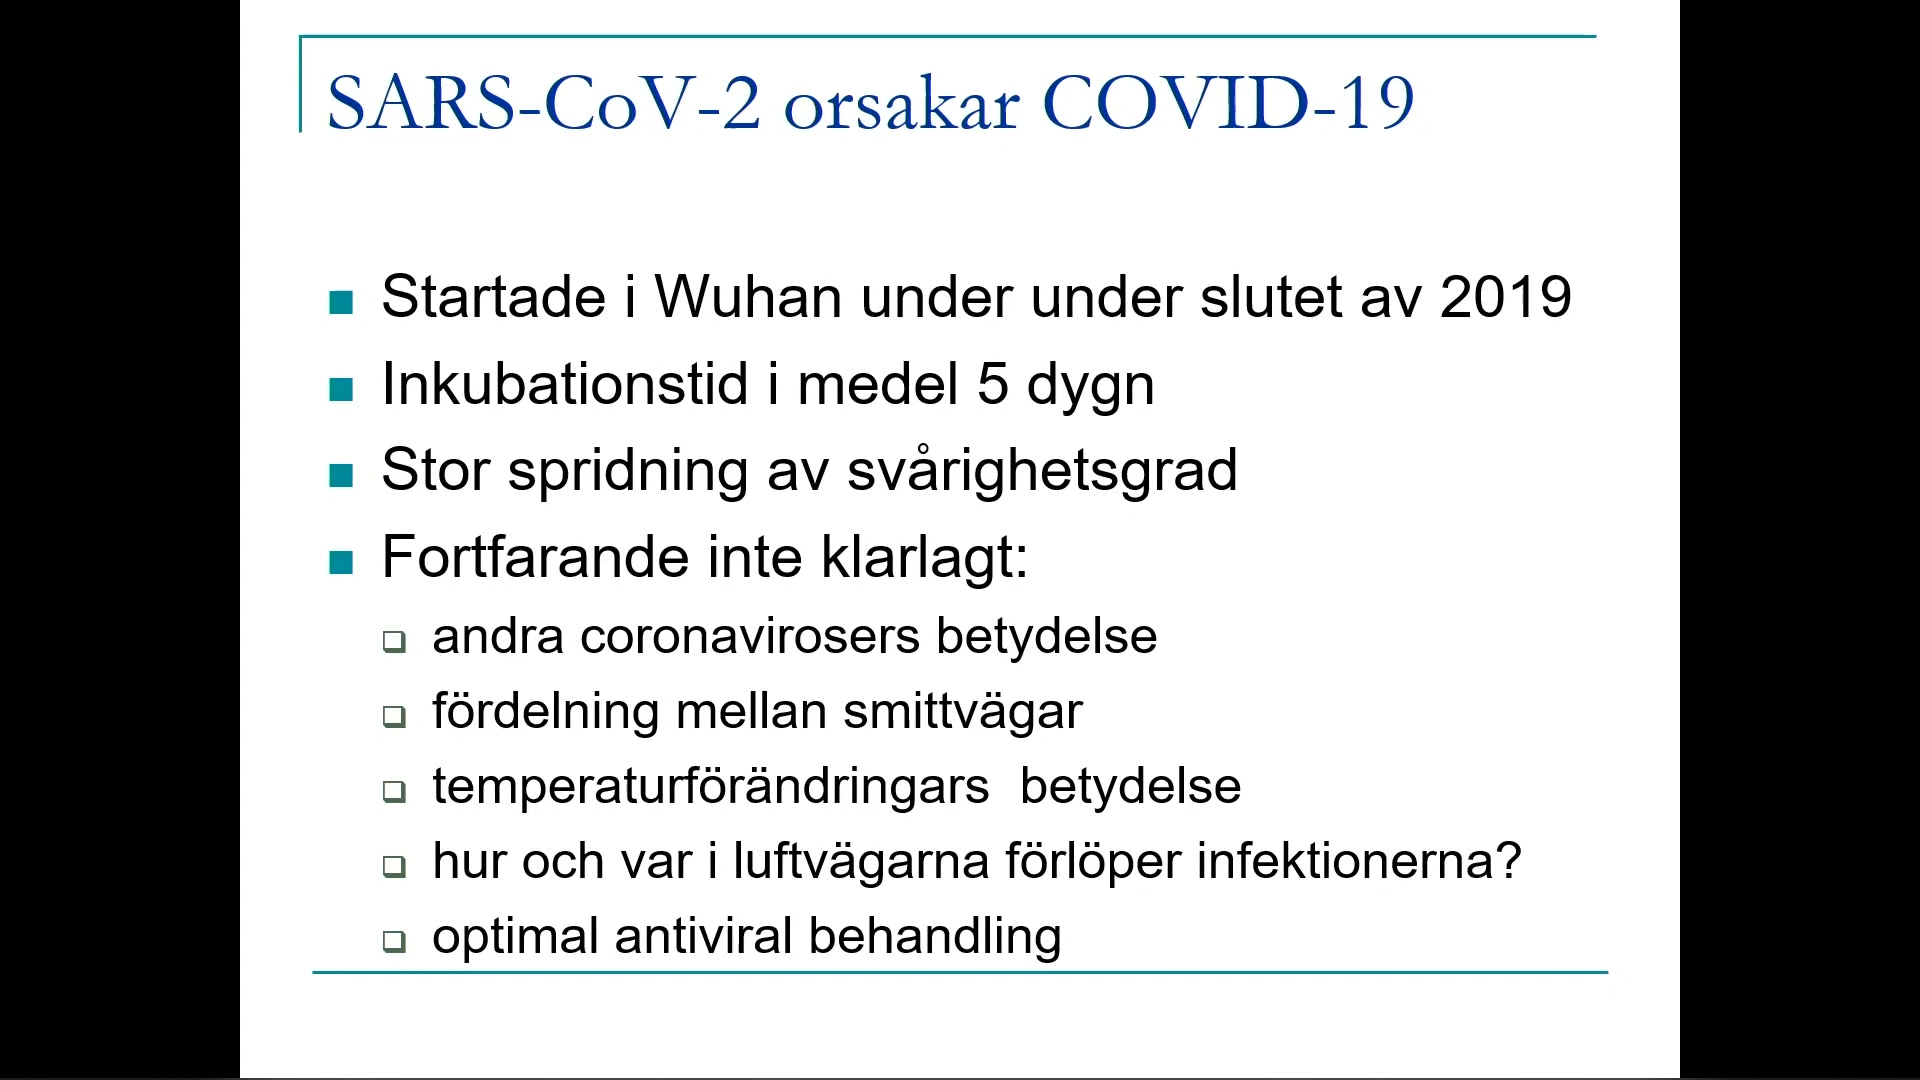 SARS-CoV-2 orsakar COVID-19
Startade i Wuhan under under slutet av 2019
Inkubationstid i medel 5 dygn
Stor spridning av svårighetsgrad
Fortfarande inte klarlagt:
andra coronavirosers betydelse
fördelning mellan smittvägar
temperaturförändringars  betydelse
hur och var i luftvägarna förlöper infektionerna?
optimal antiviral behandling